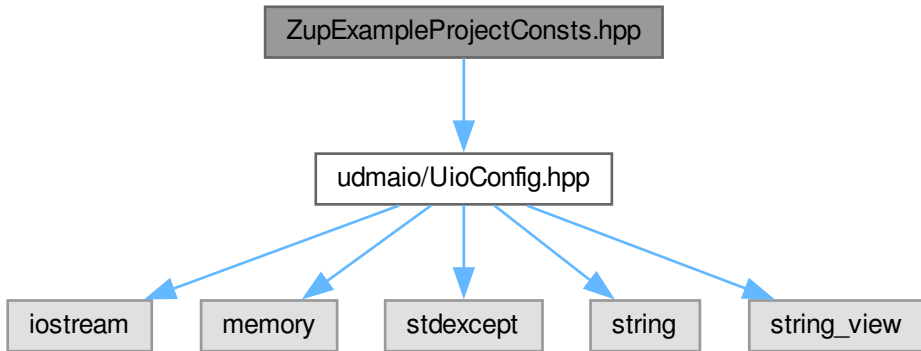 ZupExampleProjectConsts.hpp
udmaio/UioConfig.hpp
iostream
memory
stdexcept
string
string_view